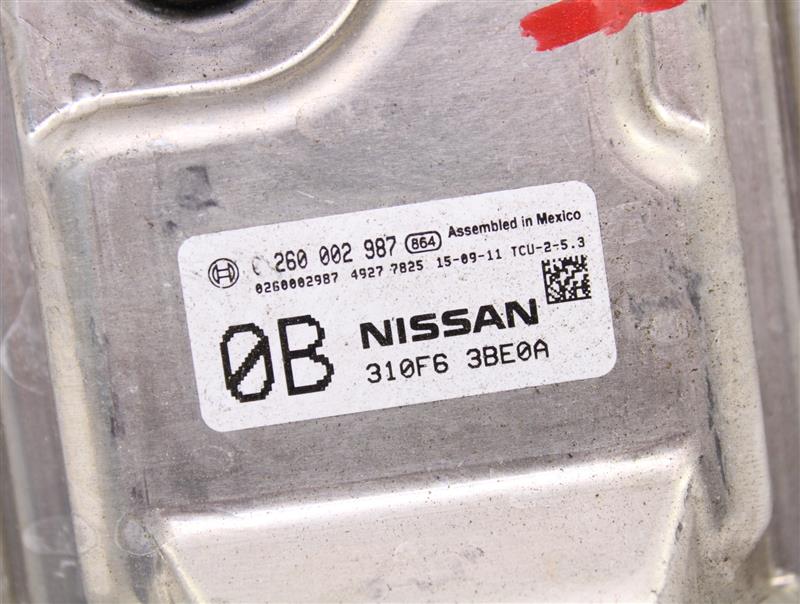 0 260 002 987 864 Assembled in Mexico
0260002987 4927 7825 15-09-11 TCU-2-5.3
0B NISSAN
310F6 3BE0A